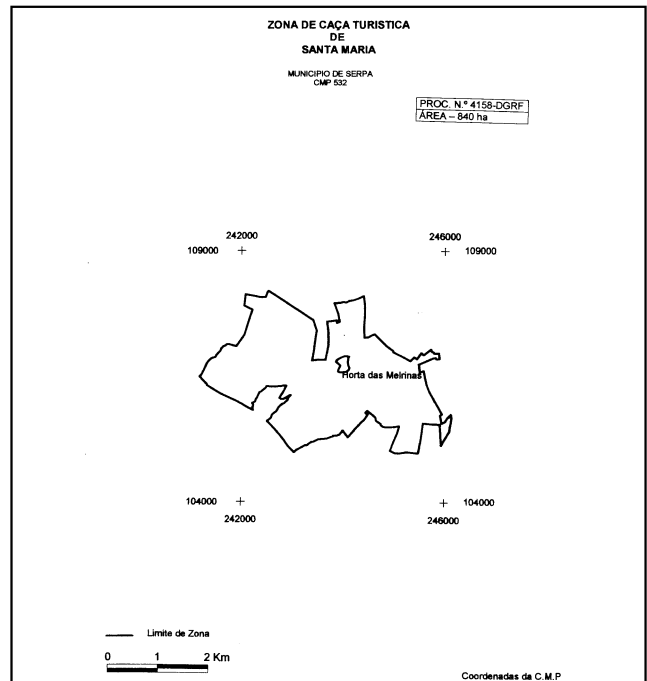 ZONA DE CAÇA TURISTICA
DE
SANTA MARIA
MUNICIPIO DE SERPA
CMP 532
PROC. N.º 4158-DGRF
ÁREA – 840 ha
242000 246000
109000 109000
Horta das Meirinas
104000 104000
242000 246000
Limite de Zona
0 1 2 Km
Coordenadas da C.M.P